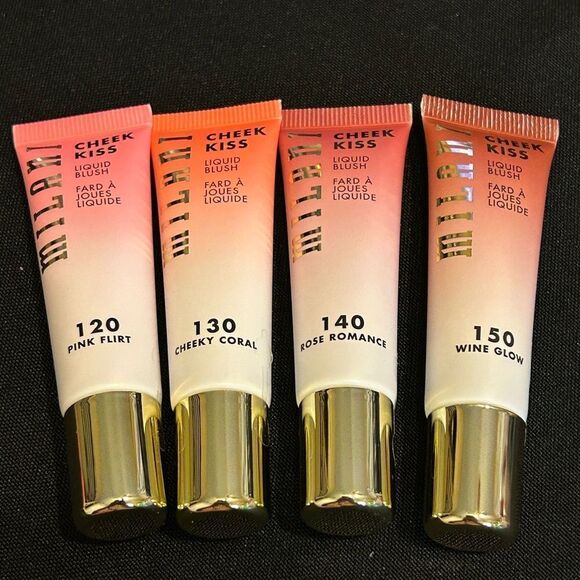 MILANI
CHEEK
KISS
LIQUID
BLUSH
FARD À
JOUES
LIQUIDE
120
PINK FLIRT
MILANI
CHEEK
KISS
LIQUID
BLUSH
FARD À
JOUES
LIQUIDE
130
CHEEKY CORAL
MILANI
CHEEK
KISS
LIQUID
BLUSH
FARD À
JOUES
LIQUIDE
140
ROSE ROMANCE
MILANI
CHEEK
KISS
LIQUID
BLUSH
FARD À
JOUES
LIQUIDE
150
WINE GLOW